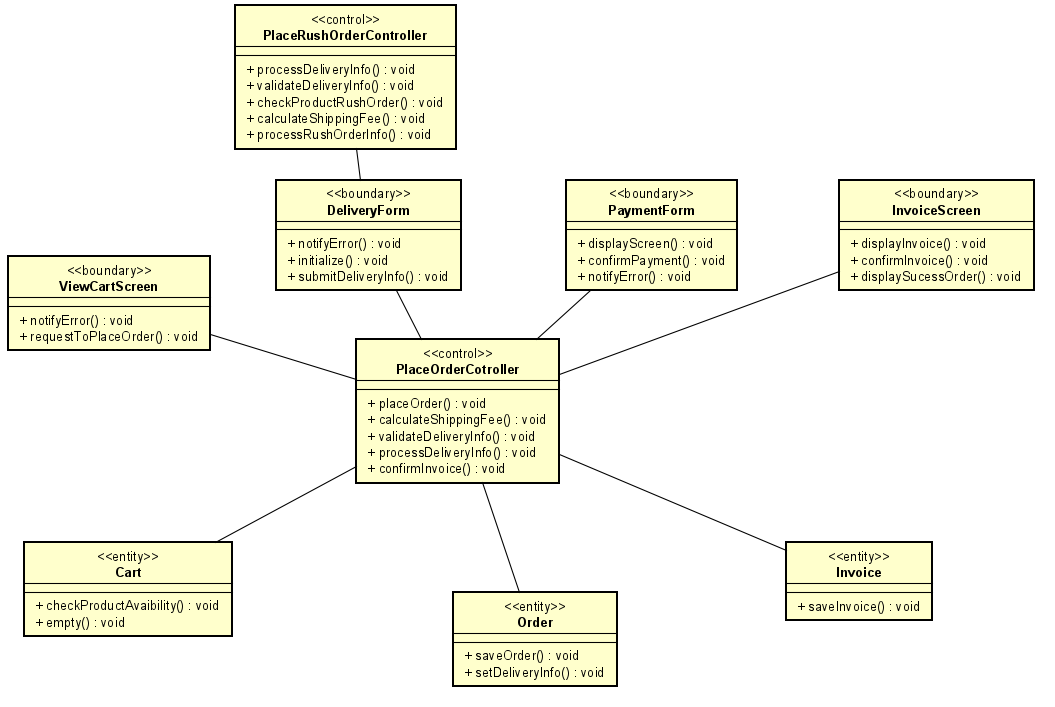 <<control>>
PlaceRushOrderController
+ processDeliveryInfo() : void
+ validateDeliveryInfo() : void
+ checkProductRushOrder() : void
+ calculateShippingFee() : void
+ processRushOrderInfo() : void
<<boundary>>
DeliveryForm
+ notifyError() : void
+ initialize() : void
+ submitDeliveryInfo() : void
<<boundary>>
PaymentForm
+ displayScreen() : void
+ confirmPayment() : void
+ notifyError() : void
<<boundary>>
InvoiceScreen
+ displayInvoice() : void
+ confirmInvoice() : void
+ displaySucessOrder() : void
<<boundary>>
ViewCartScreen
+ notifyError() : void
+ requestToPlaceOrder() : void
<<control>>
PlaceOrderCotroller
+ placeOrder() : void
+ calculateShippingFee() : void
+ validateDeliveryInfo() : void
+ processDeliveryInfo() : void
+ confirmInvoice() : void
<<entity>>
Cart
+ checkProductAvaibility() : void
+ empty() : void
<<entity>>
Order
+ saveOrder() : void
+ setDeliveryInfo() : void
<<entity>>
Invoice
+ saveInvoice() : void